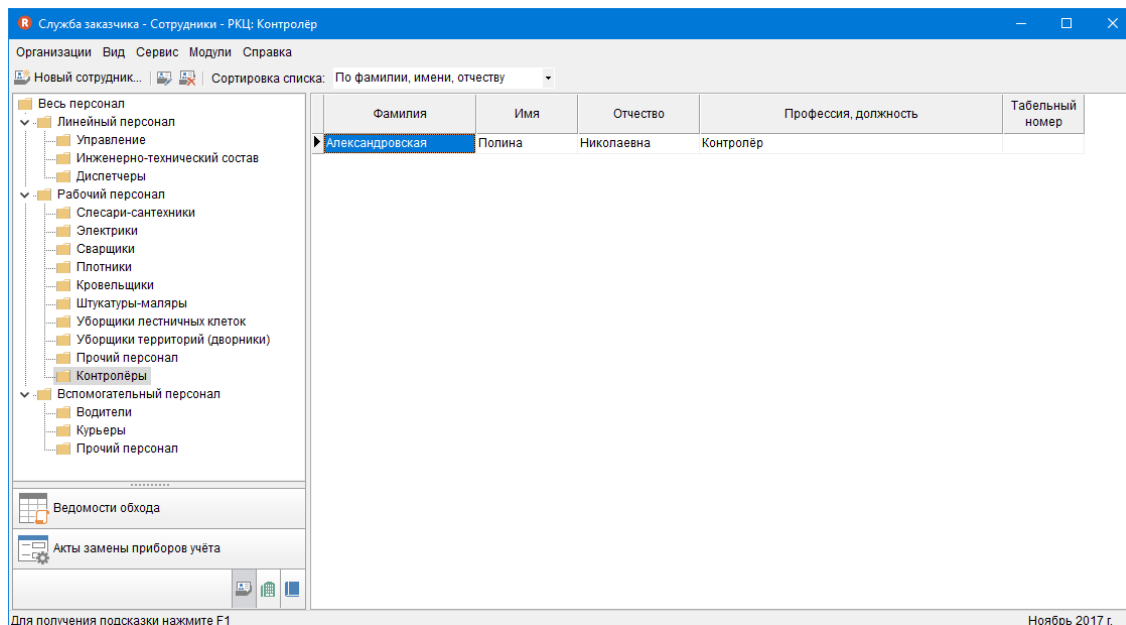 Служба заказчика - Сотрудники - РКЦ: Контролёр
Организации Вид Сервис Модули Справка
Новый сотрудник... Сортировка списка: По фамилии, имени, отчеству
Весь персонал
Линейный персонал
Управление
Инженерно-технический состав
Диспетчеры
Рабочий персонал
Слесари-сантехники
Электрики
Сварщики
Плотники
Кровельщики
Штукатуры-маляры
Уборщики лестничных клеток
Уборщики территорий (дворники)
Прочий персонал
Контролёры
Вспомогательный персонал
Водители
Курьеры
Прочий персонал
Ведомости обхода
Акты замены приборов учёта
Фамилия Имя Отчество Профессия, должность Табельный номер
Александровская Полина Николаевна Контролёр
Для получения подсказки нажмите F1 Ноябрь 2017 г.